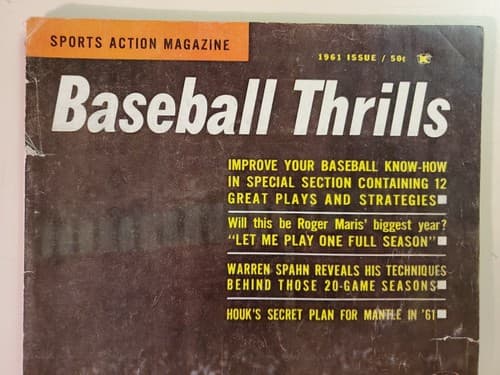 SPORTS ACTION MAGAZINE
1961 ISSUE / 50¢
Baseball Thrills
IMPROVE YOUR BASEBALL KNOW-HOW
IN SPECIAL SECTION CONTAINING 12
GREAT PLAYS AND STRATEGIES
Will this be Roger Maris' biggest year?
"LET ME PLAY ONE FULL SEASON"
WARREN SPAHN REVEALS HIS TECHNIQUES
BEHIND THOSE 20-GAME SEASONS
HOUK'S SECRET PLAN FOR MANTLE IN '61